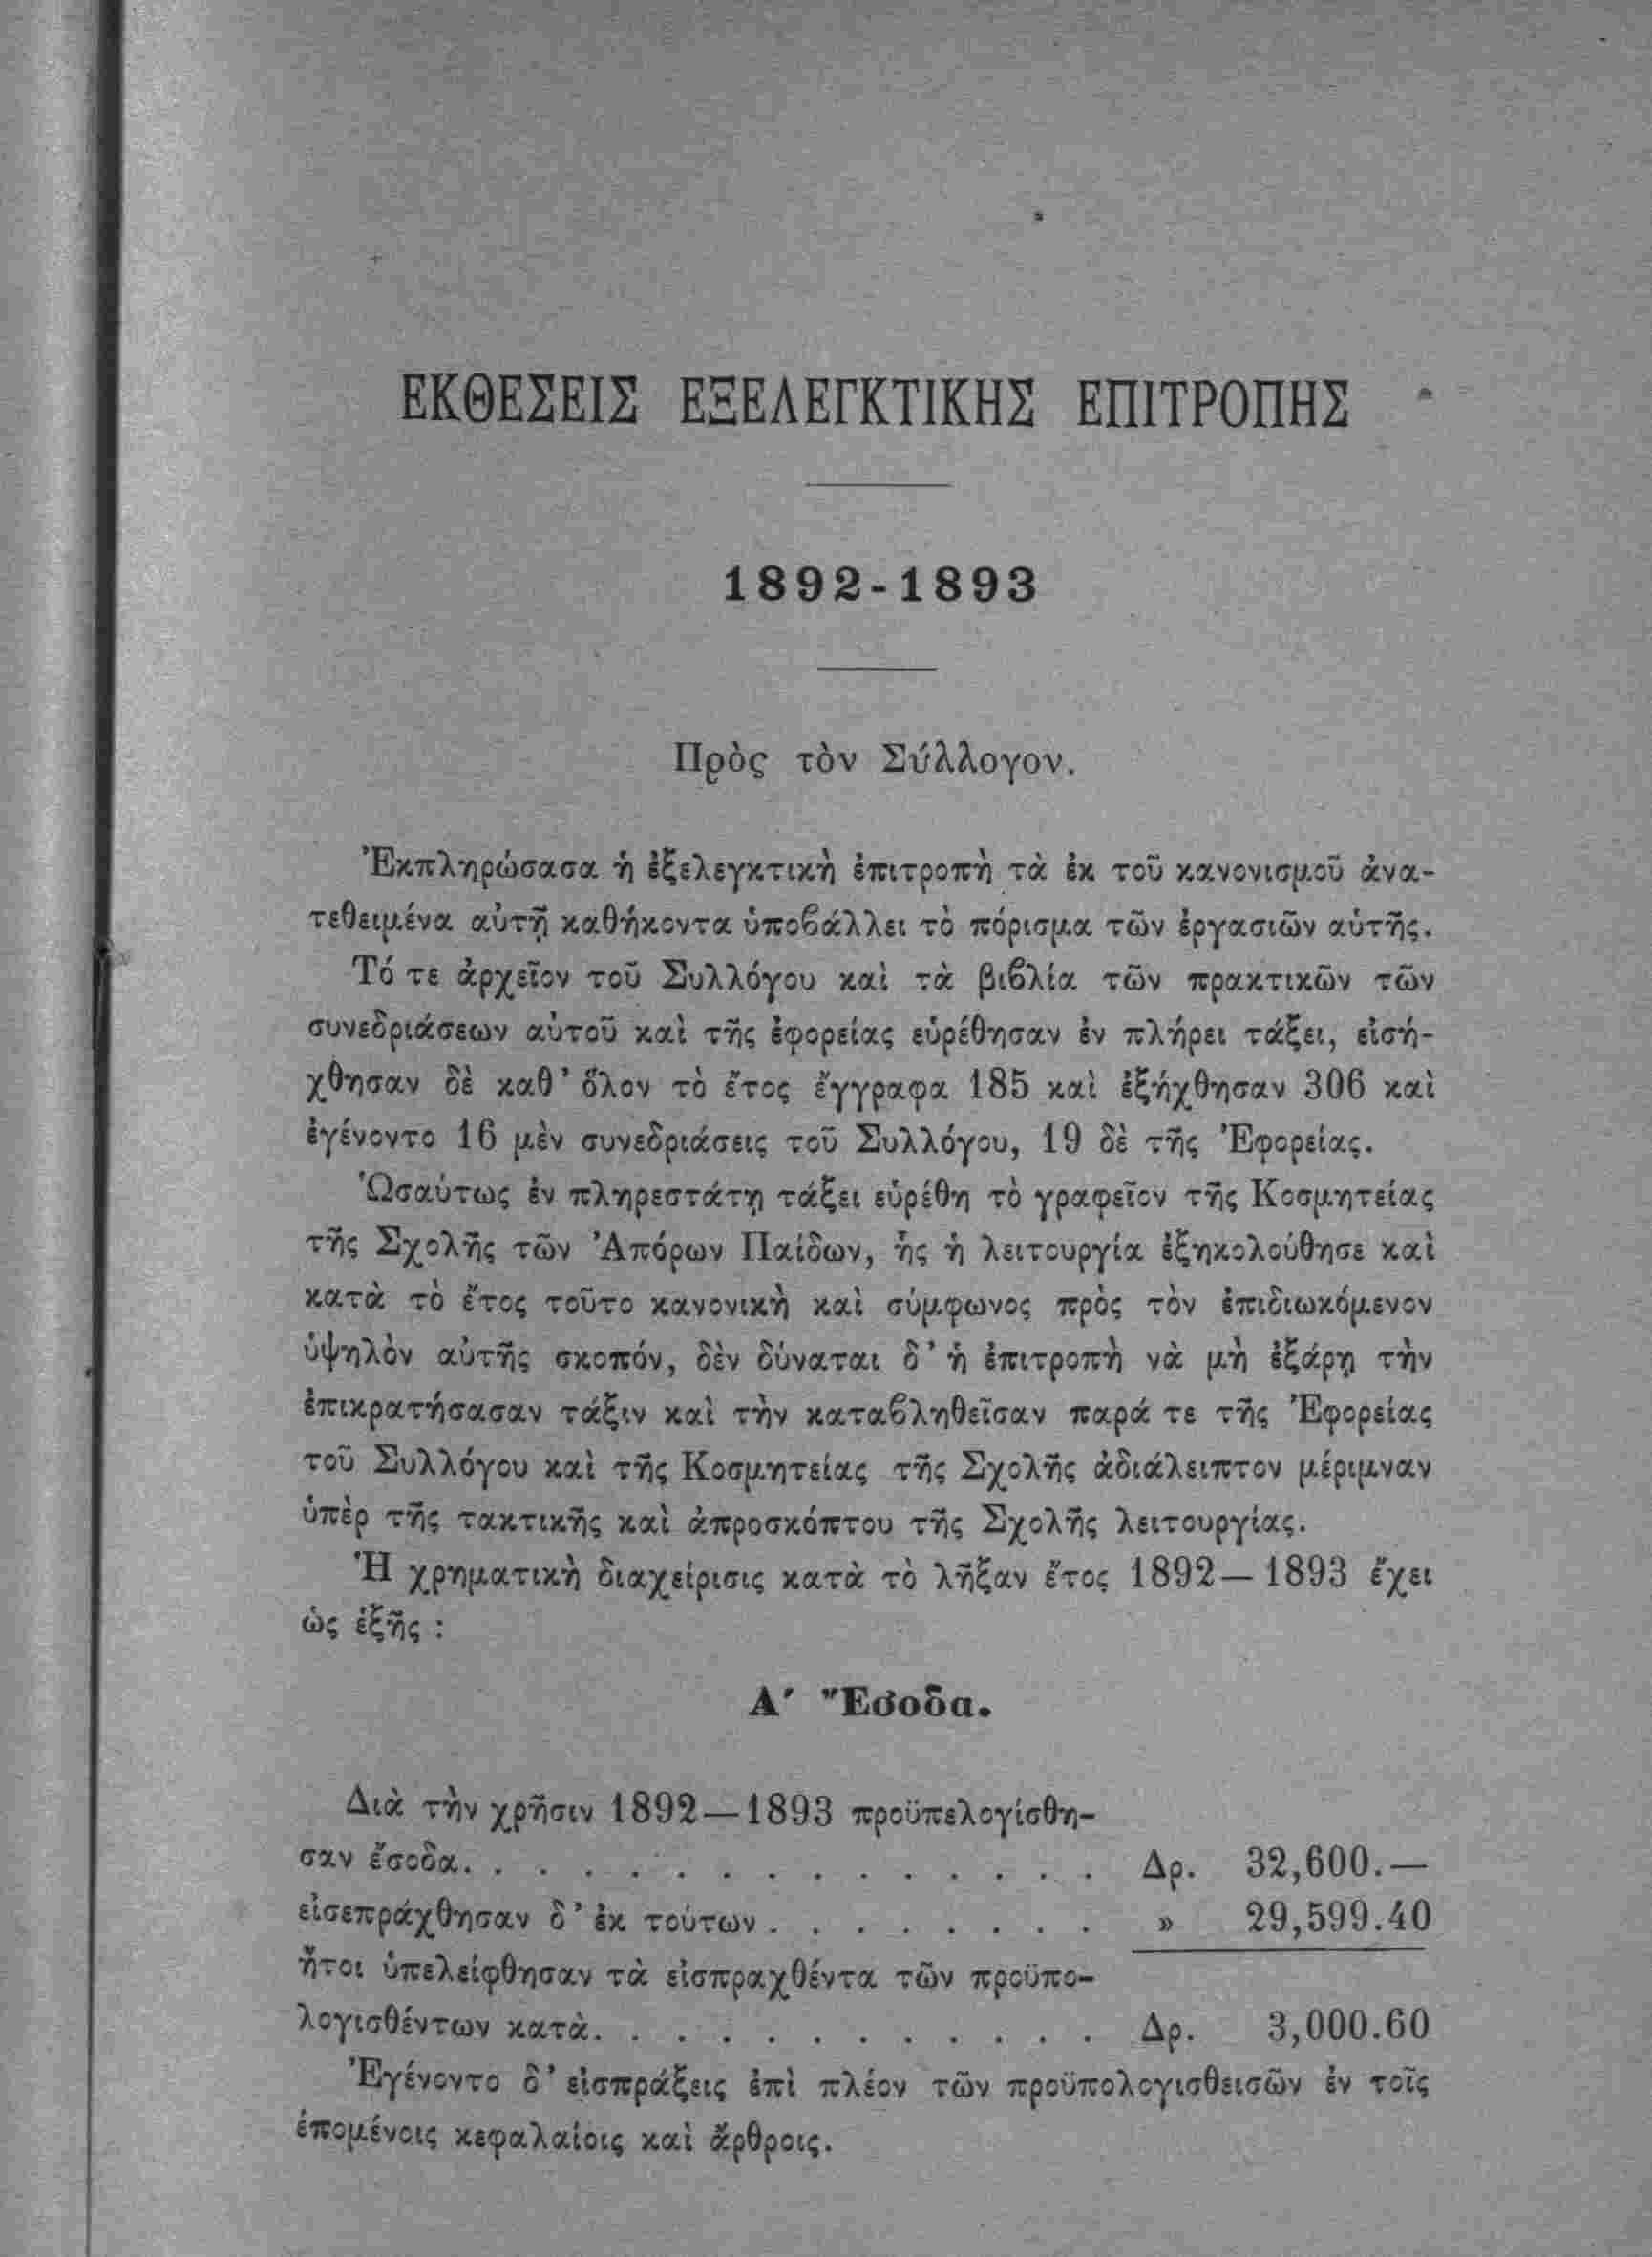 ΕΚΘΕΣΕΙΣ ΕΞΕΛΕΓΚΤΙΚΗΣ ΕΠΙΤΡΟΠΗΣ
1892-1893
Πρὸς τὸν Σύλλογον.
Ἐκπληρώσασα ἡ ἐξελεγκτικὴ ἐπιτροπὴ τὰ ἐκ τοῦ κανονισμοῦ ἀνα-
τεθειμένα αὐτῇ καθήκοντα ὑποβάλλει τὸ πόρισμα τῶν ἐργασιῶν αὑτῆς.
Τό τε ἀρχεῖον τοῦ Συλλόγου καὶ τὰ βιβλία τῶν πρακτικῶν τῶν
συνεδριάσεων αὐτοῦ καὶ τῆς ἐφορείας εὑρέθησαν ἐν πλήρει τάξει, εἰσή-
χθησαν δὲ καθ' ὅλον τὸ ἔτος ἔγγραφα 185 καὶ ἐξήχθησαν 306 καὶ
ἐγένοντο 16 μὲν συνεδριάσεις τοῦ Συλλόγου, 19 δὲ τῆς Ἐφορείας.
Ὡσαύτως ἐν πληρεστάτῃ τάξει εὑρέθη τὸ γραφεῖον τῆς Κοσμητείας
τῆς Σχολῆς τῶν Ἀπόρων Παίδων, ἧς ἡ λειτουργία ἐξηκολούθησε καὶ
κατὰ τὸ ἔτος τοῦτο κανονικὴ καὶ σύμφωνος πρὸς τὸν ἐπιδιωκόμενον
ὑψηλὸν αὐτῆς σκοπόν, δὲν δύναται δ' ἡ ἐπιτροπὴ νὰ μὴ ἐξάρῃ τὴν
ἐπικρατήσασαν τάξιν καὶ τὴν καταβληθεῖσαν παρά τε τῆς Ἐφορείας
τοῦ Συλλόγου καὶ τῆς Κοσμητείας τῆς Σχολῆς ἀδιάλειπτον μέριμναν
ὑπὲρ τῆς τακτικῆς καὶ ἀπροσκόπτου τῆς Σχολῆς λειτουργίας.
Ἡ χρηματικὴ διαχείρισις κατὰ τὸ λῆξαν ἔτος 1892—1893 ἔχει
ὡς ἑξῆς :
Α' Ἔσοδα.
Διὰ τὴν χρῆσιν 1892—1893 προϋπελογίσθη-
σαν ἔσοδα. . . . . . . . . . . . . . . Δρ. 32,600.—
εἰσεπράχθησαν δ' ἐκ τούτων . . . . . . . . » 29,599.40
ἤτοι ὑπελείφθησαν τὰ εἰσπραχθέντα τῶν προϋπο-
λογισθέντων κατὰ. . . . . . . . . . . . Δρ. 3,000.60
Ἐγένοντο δ' εἰσπράξεις ἐπὶ πλέον τῶν προϋπολογισθεισῶν ἐν τοῖς
ἑπομένοις κεφαλαίοις καὶ ἄρθροις.